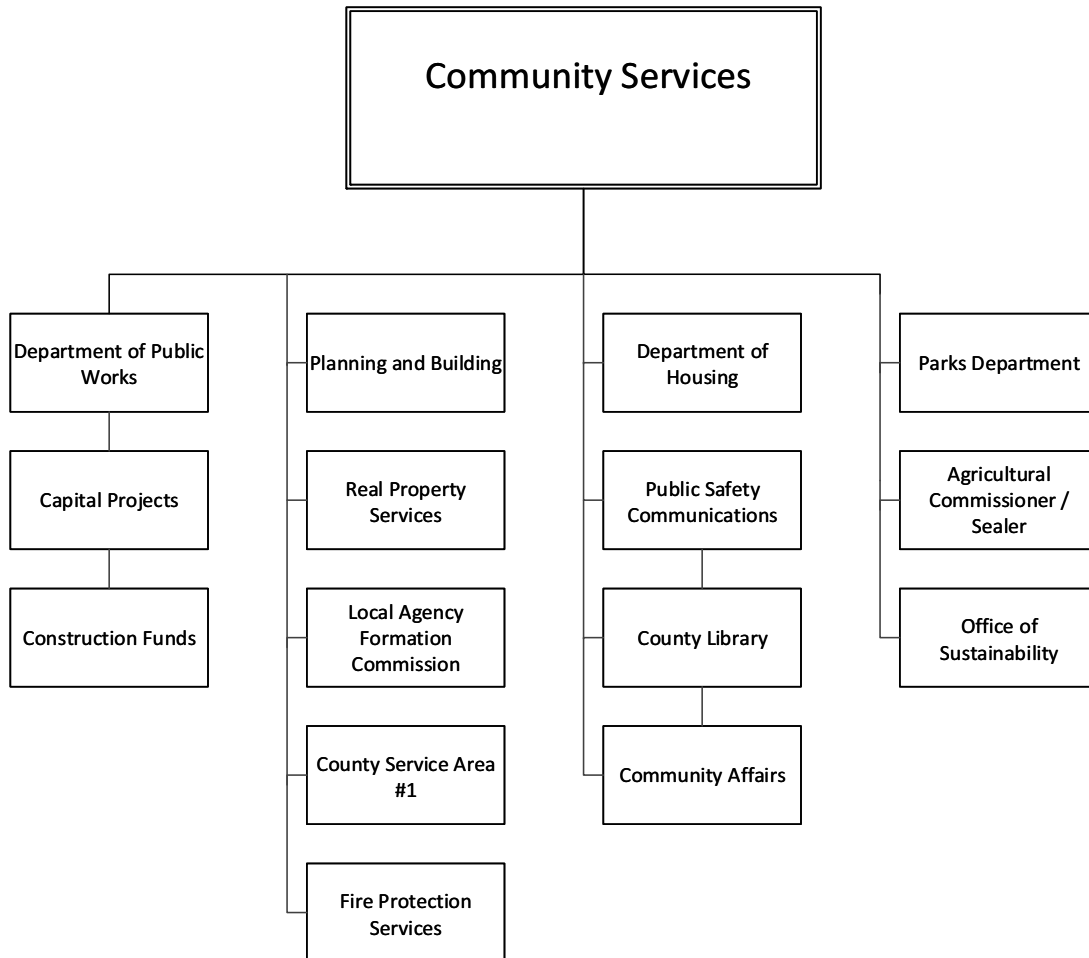 Community Services
Department of Public
Works
Planning and Building
Department of
Housing
Parks Department
Capital Projects
Real Property
Services
Public Safety
Communications
Agricultural
Commissioner /
Sealer
Construction Funds
Local Agency
Formation
Commission
County Library
Office of
Sustainability
County Service Area
#1
Community Affairs
Fire Protection
Services